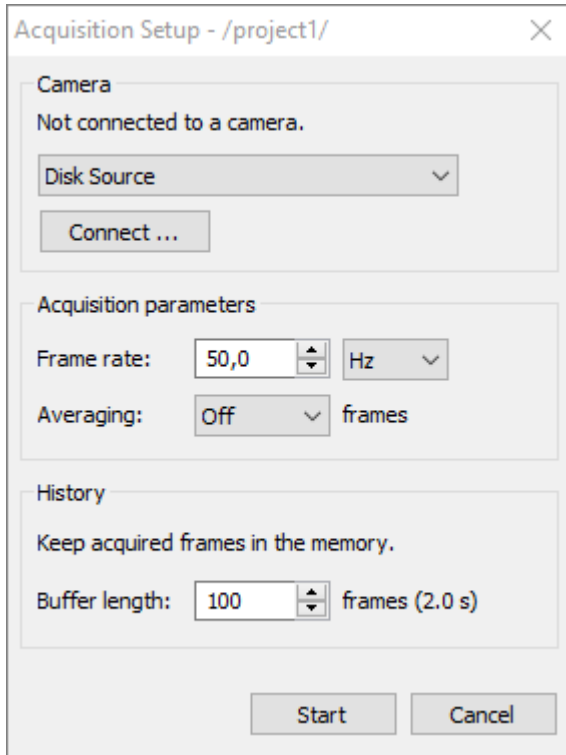 Acquisition Setup - /project1/
Camera
Not connected to a camera.
Disk Source
Connect ...
Acquisition parameters
Frame rate: 50,0 Hz
Averaging: Off frames
History
Keep acquired frames in the memory.
Buffer length: 100 frames (2.0 s)
Start Cancel